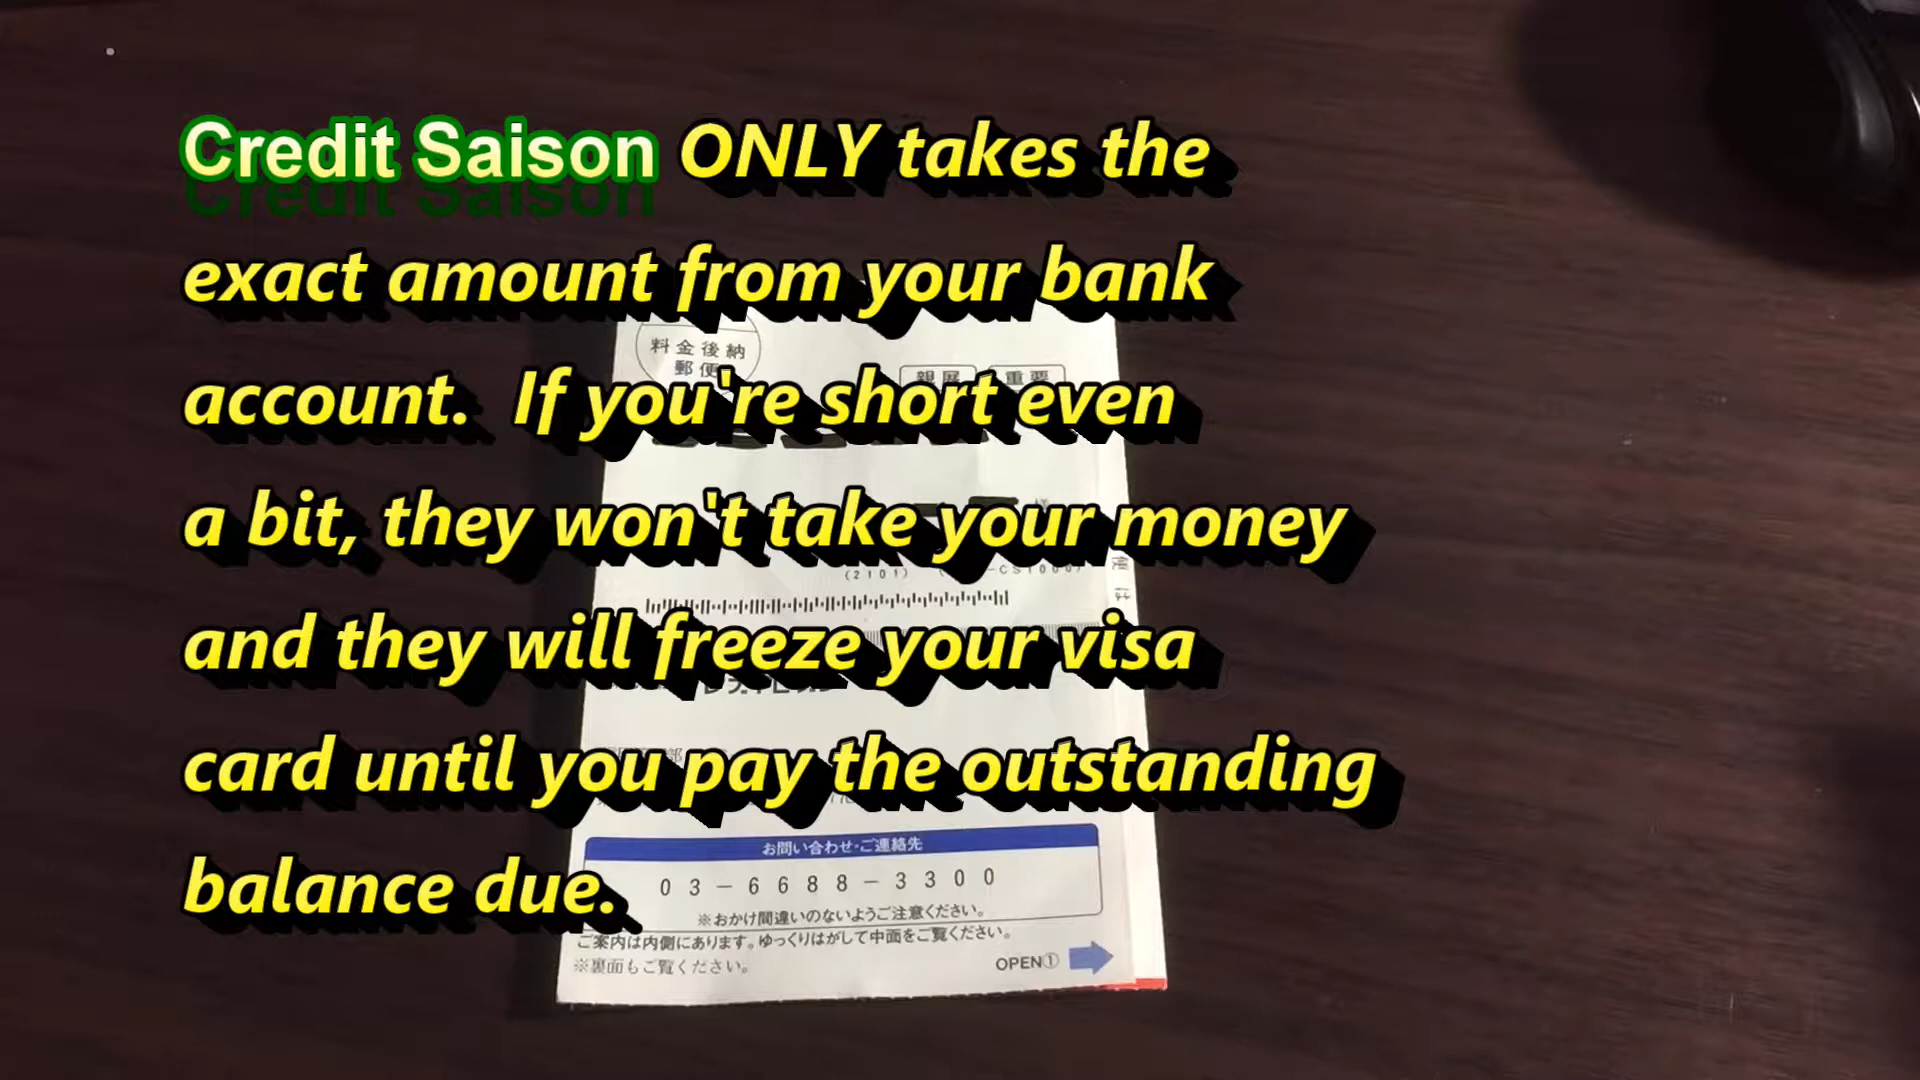 Credit Saison ONLY takes the
exact amount from your bank
account. If you're short even
a bit, they won't take your money
and they will freeze your visa
card until you pay the outstanding
balance due.
料金後納
郵便
親展 重要
(2101)
お問い合わせ・ご連絡先
03-6688-3300
※おかけ間違いのないようご注意ください。
ご案内は内側にあります。ゆっくりはがして中面をご覧ください。
※裏面もご覧ください。
OPEN①